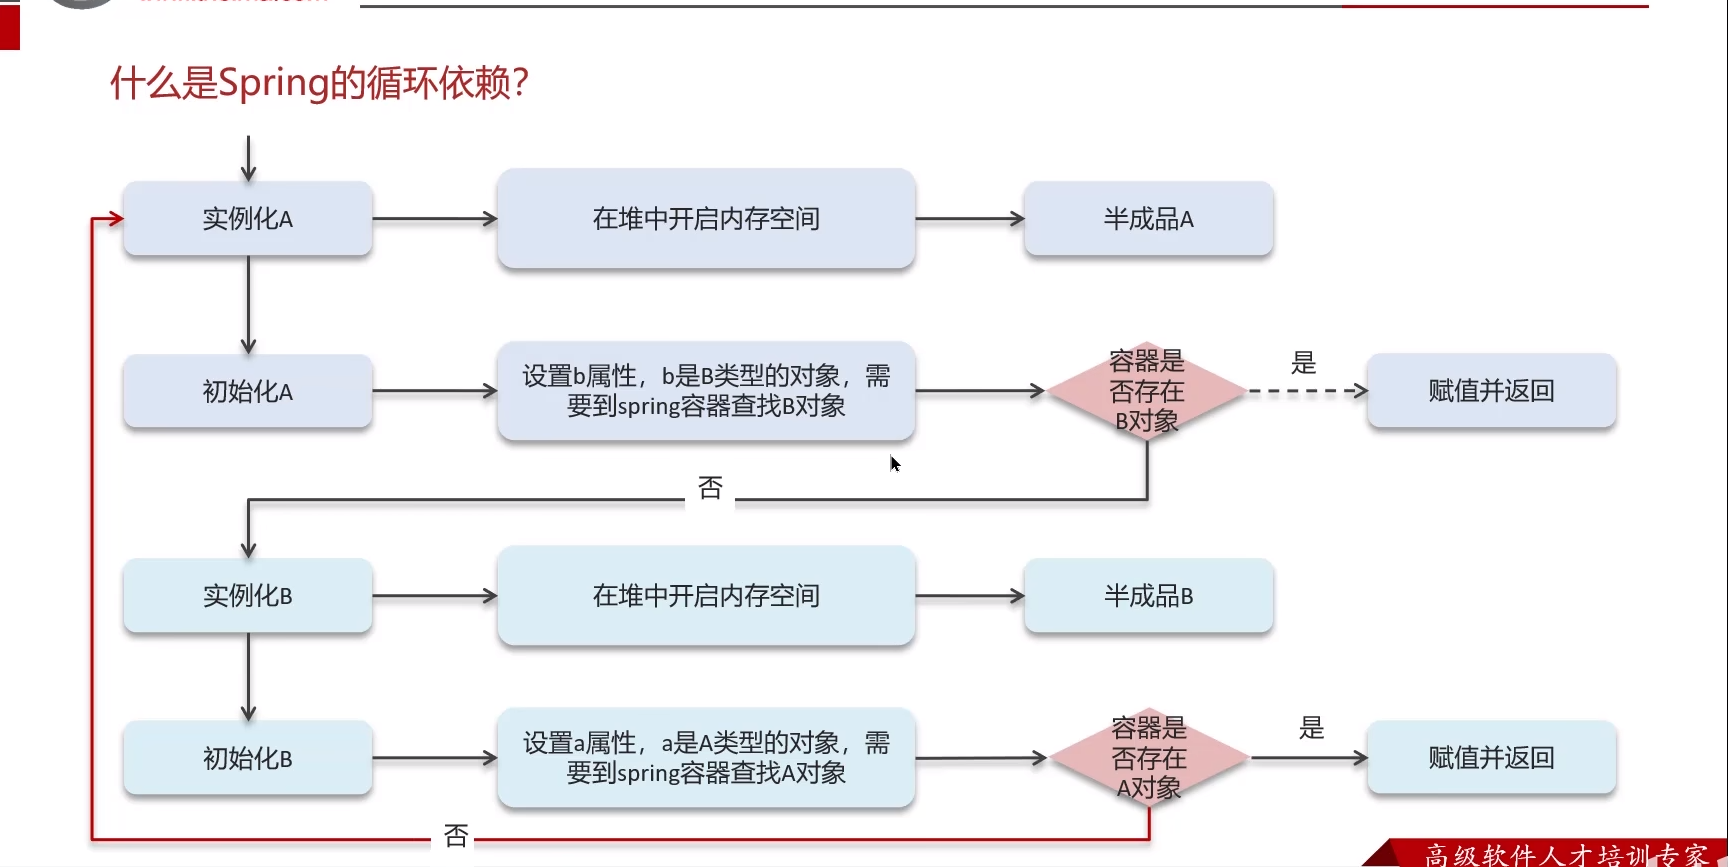 什么是Spring的循环依赖?
实例化A
在堆中开启内存空间
半成品A
初始化A
设置b属性，b是B类型的对象，需
要到spring容器查找B对象
容器是
否存在
B对象
是
赋值并返回
否
实例化B
在堆中开启内存空间
半成品B
初始化B
设置a属性，a是A类型的对象，需
要到spring容器查找A对象
容器是
否存在
A对象
是
赋值并返回
否
高级软件人才培训专家